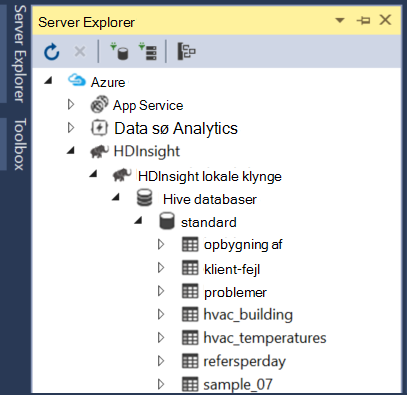 Server Explorer
Toolbox
Server Explorer
Azure
App Service
Data sø Analytics
HDInsight
HDInsight lokale klynge
Hive databaser
standard
opbygning af
klient-fejl
problemer
hvac_building
hvac_temperatures
refersperday
sample_07